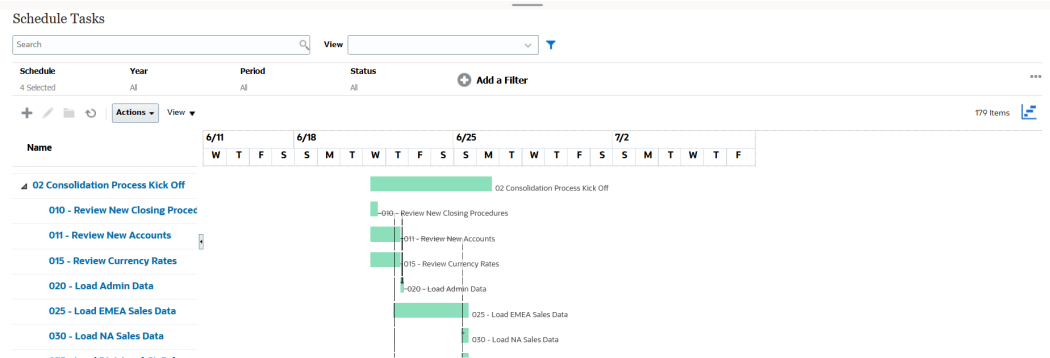 Schedule Tasks
Search View
Schedule Year Period Status
4 Selected All All All
Add a Filter
Actions View 179 Items
6/11 6/18 6/25 7/2
Name
W T F S S M T W T F S S M T W T F S S M T W T F
02 Consolidation Process Kick Off 02 Consolidation Process Kick Off
010 - Review New Closing Proced 010 - Review New Closing Procedures
011 - Review New Accounts 011 - Review New Accounts
015 - Review Currency Rates 015 - Review Currency Rates
020 - Load Admin Data 020 - Load Admin Data
025 - Load EMEA Sales Data 025 - Load EMEA Sales Data
030 - Load NA Sales Data 030 - Load NA Sales Data